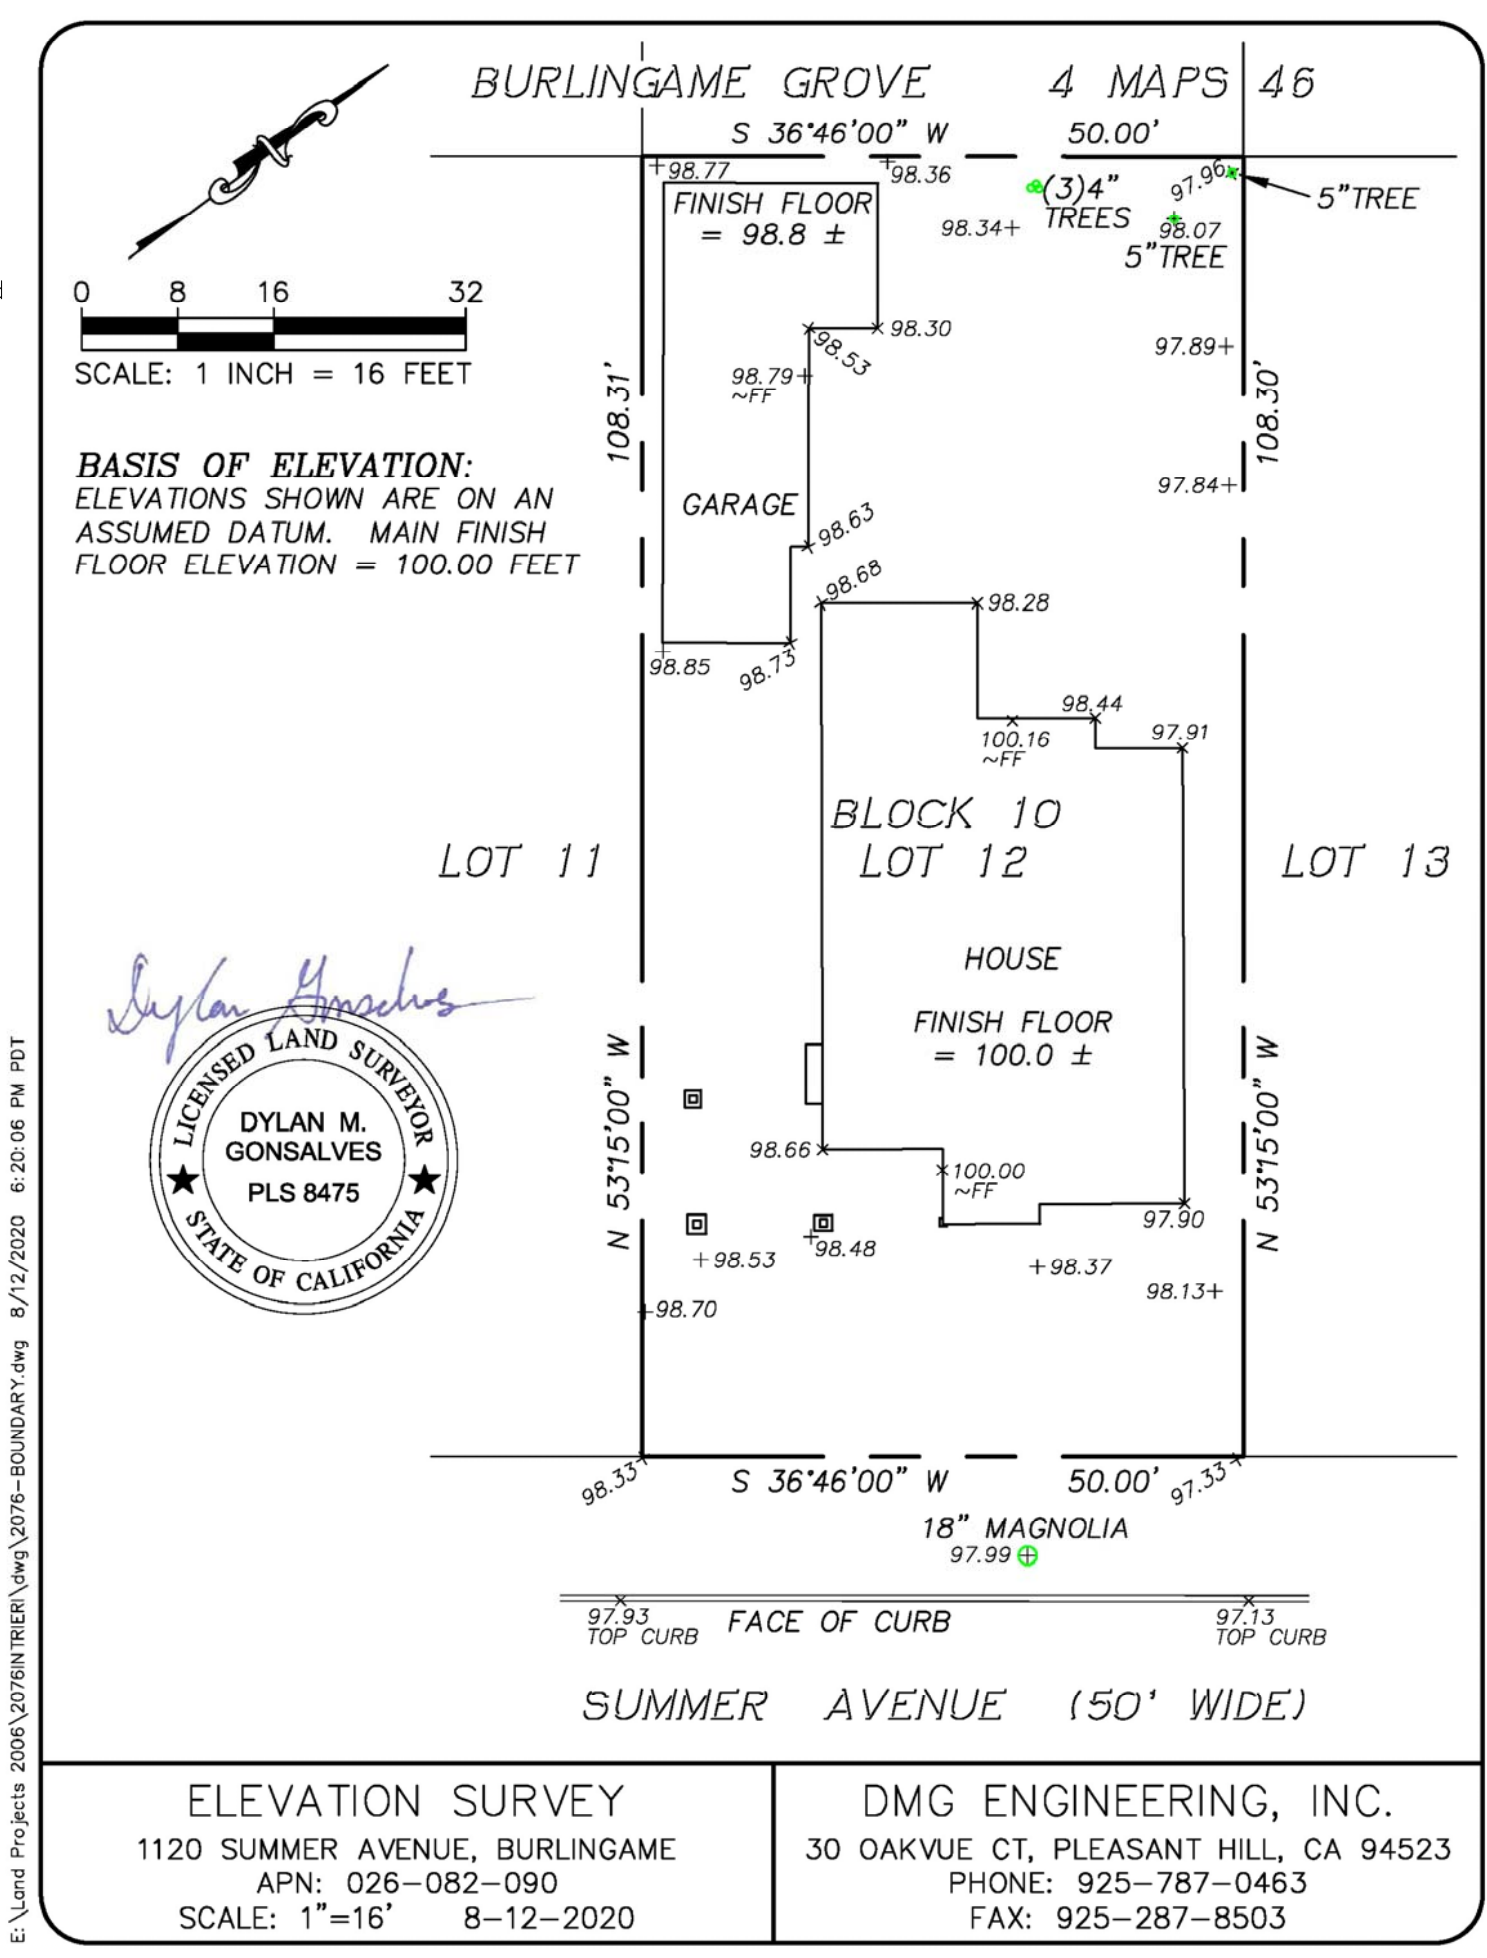 BURLINGAME GROVE 4 MAPS 46
S 36°46'00" W 50.00'
98.77
98.36
97.96
(3)4"
TREES
5"TREE
FINISH FLOOR
= 98.8 ±
98.34
98.07
5"TREE
0 8 16 32
SCALE: 1 INCH = 16 FEET
98.30
98.53
97.89
98.79
~FF
108.31'
108.30'
BASIS OF ELEVATION:
ELEVATIONS SHOWN ARE ON AN
ASSUMED DATUM. MAIN FINISH
FLOOR ELEVATION = 100.00 FEET
97.84
GARAGE
98.63
98.68
98.28
98.85
98.73
98.44
97.91
100.16
~FF
BLOCK 10
LOT 11
LOT 12
LOT 13
HOUSE
FINISH FLOOR
= 100.0 ±
Dylan Gonsalves
LICENSED LAND SURVEYOR
DYLAN M.
GONSALVES
PLS 8475
STATE OF CALIFORNIA
N 53°15'00" W
N 53°15'00" W
98.66
100.00
~FF
97.90
98.53
98.48
98.37
98.13
98.70
98.33
S 36°46'00" W 50.00'
97.33
18" MAGNOLIA
97.99
97.93
TOP CURB
FACE OF CURB
97.13
TOP CURB
SUMMER AVENUE (50' WIDE)
ELEVATION SURVEY
1120 SUMMER AVENUE, BURLINGAME
APN: 026-082-090
SCALE: 1"=16' 8-12-2020
DMG ENGINEERING, INC.
30 OAKVUE CT, PLEASANT HILL, CA 94523
PHONE: 925-787-0463
FAX: 925-287-8503
E:\Land Projects 2006\2076INTRIERI\dwg\2076-BOUNDARY.dwg 8/12/2020 6:20:06 PM PDT